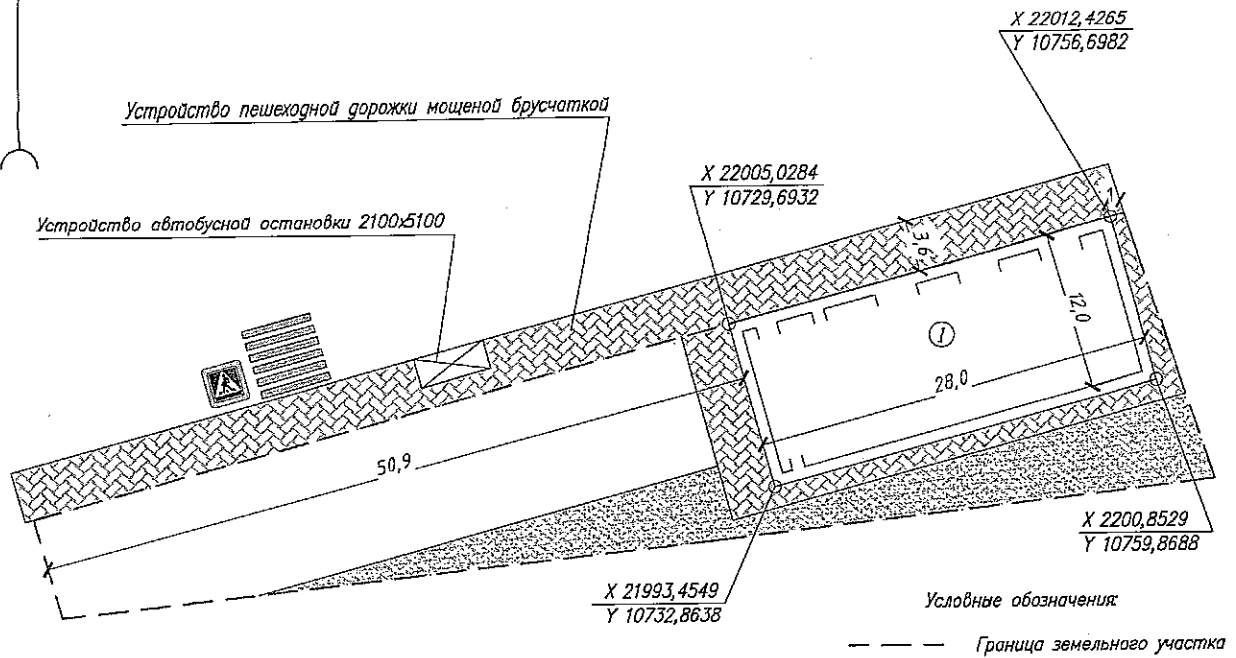 X 22012,4265
Y 10756,6982
Устройство пешеходной дорожки мощеной брусчаткой
X 22005,0284
Y 10729,6932
Устройство автобусной остановки 2100х5100
1
3,6
12,0
1
28,0
50,9
X 2200,8529
Y 10759,8688
X 21993,4549
Y 10732,8638
Условные обозначения:
Граница земельного участка